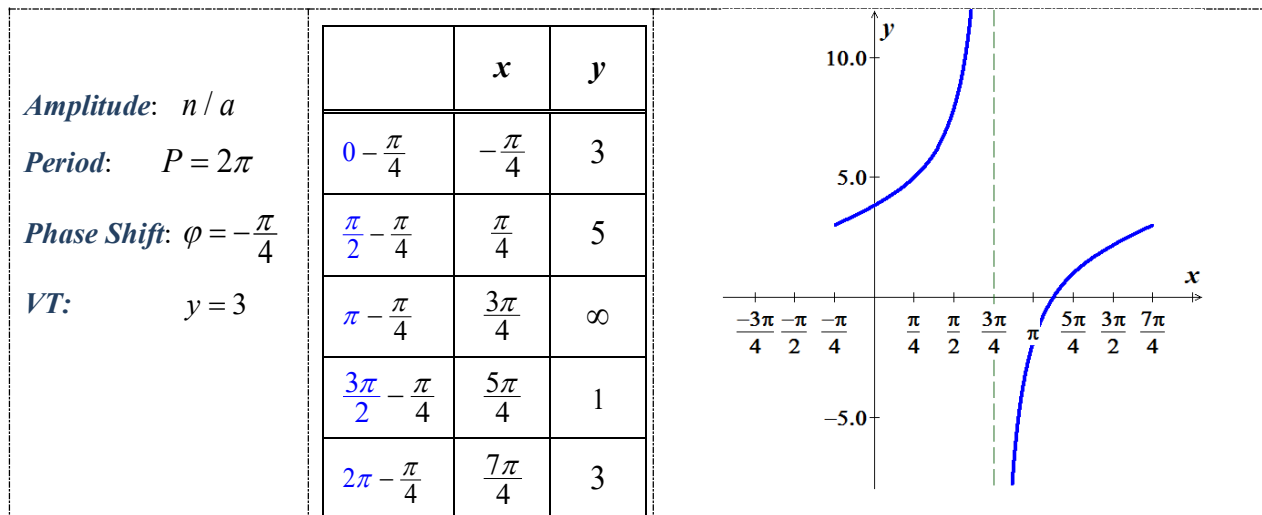 Amplitude: n / a
Period: P = 2π
Phase Shift: φ = −π/4
VT: y = 3
x y
0 − π/4 −π/4 3
π/2 − π/4 π/4 5
π − π/4 3π/4 ∞
3π/2 − π/4 5π/4 1
2π − π/4 7π/4 3
y
10.0
5.0
x
−3π/4 −π/2 −π/4 π/4 π/2 3π/4 π 5π/4 3π/2 7π/4
−5.0